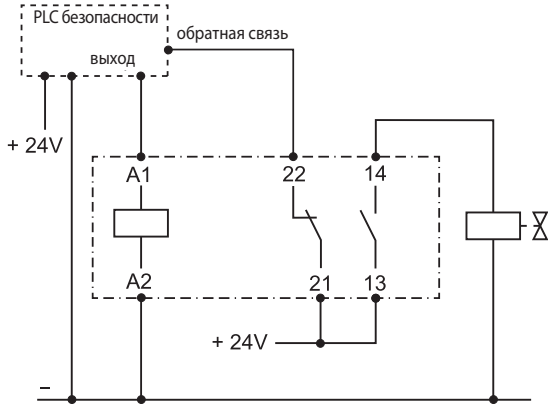 PLC безопасности
обратная связь
выход
+ 24V
A1
22
14
A2
21
13
+ 24V
–